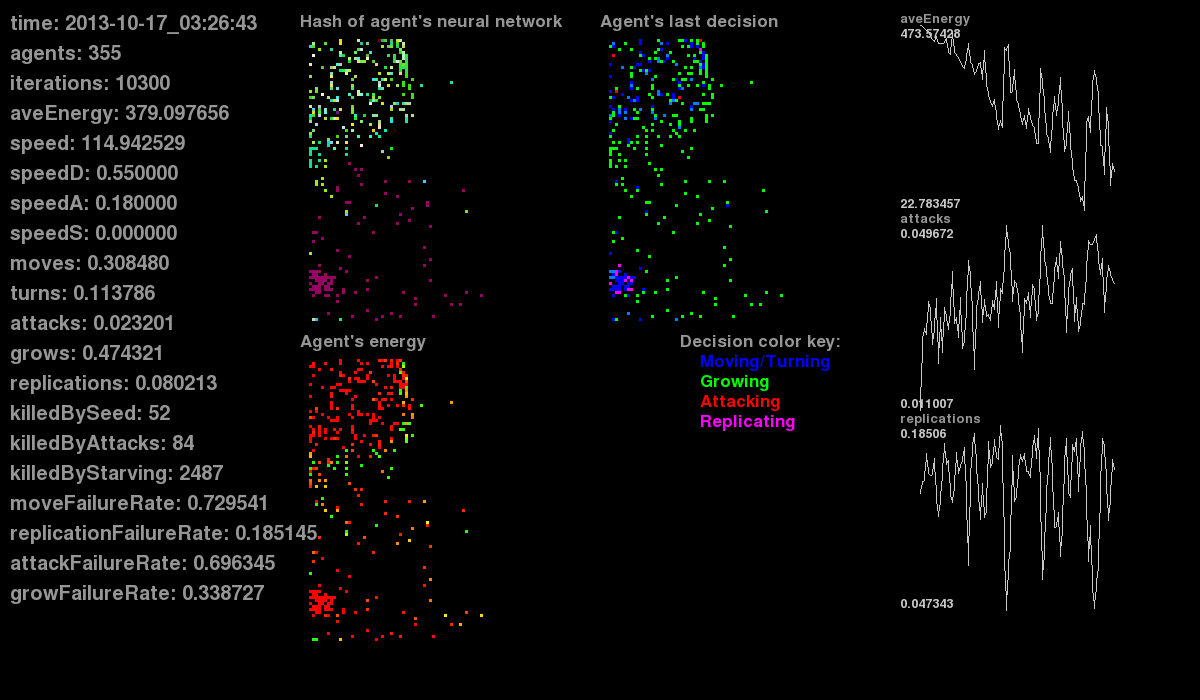 time: 2013-10-17_03:26:43
agents: 355
iterations: 10300
aveEnergy: 379.097656
speed: 114.942529
speedD: 0.550000
speedA: 0.180000
speedS: 0.000000
moves: 0.308480
turns: 0.113786
attacks: 0.023201
grows: 0.474321
replications: 0.080213
killedBySeed: 52
killedByAttacks: 84
killedByStarving: 2487
moveFailureRate: 0.729541
replicationFailureRate: 0.185145
attackFailureRate: 0.696345
growFailureRate: 0.338727
Hash of agent's neural network
Agent's last decision
Agent's energy
Decision color key:
Moving/Turning
Growing
Attacking
Replicating
aveEnergy
473.57428
22.783457
attacks
0.049672
0.011007
replications
0.18506
0.047343